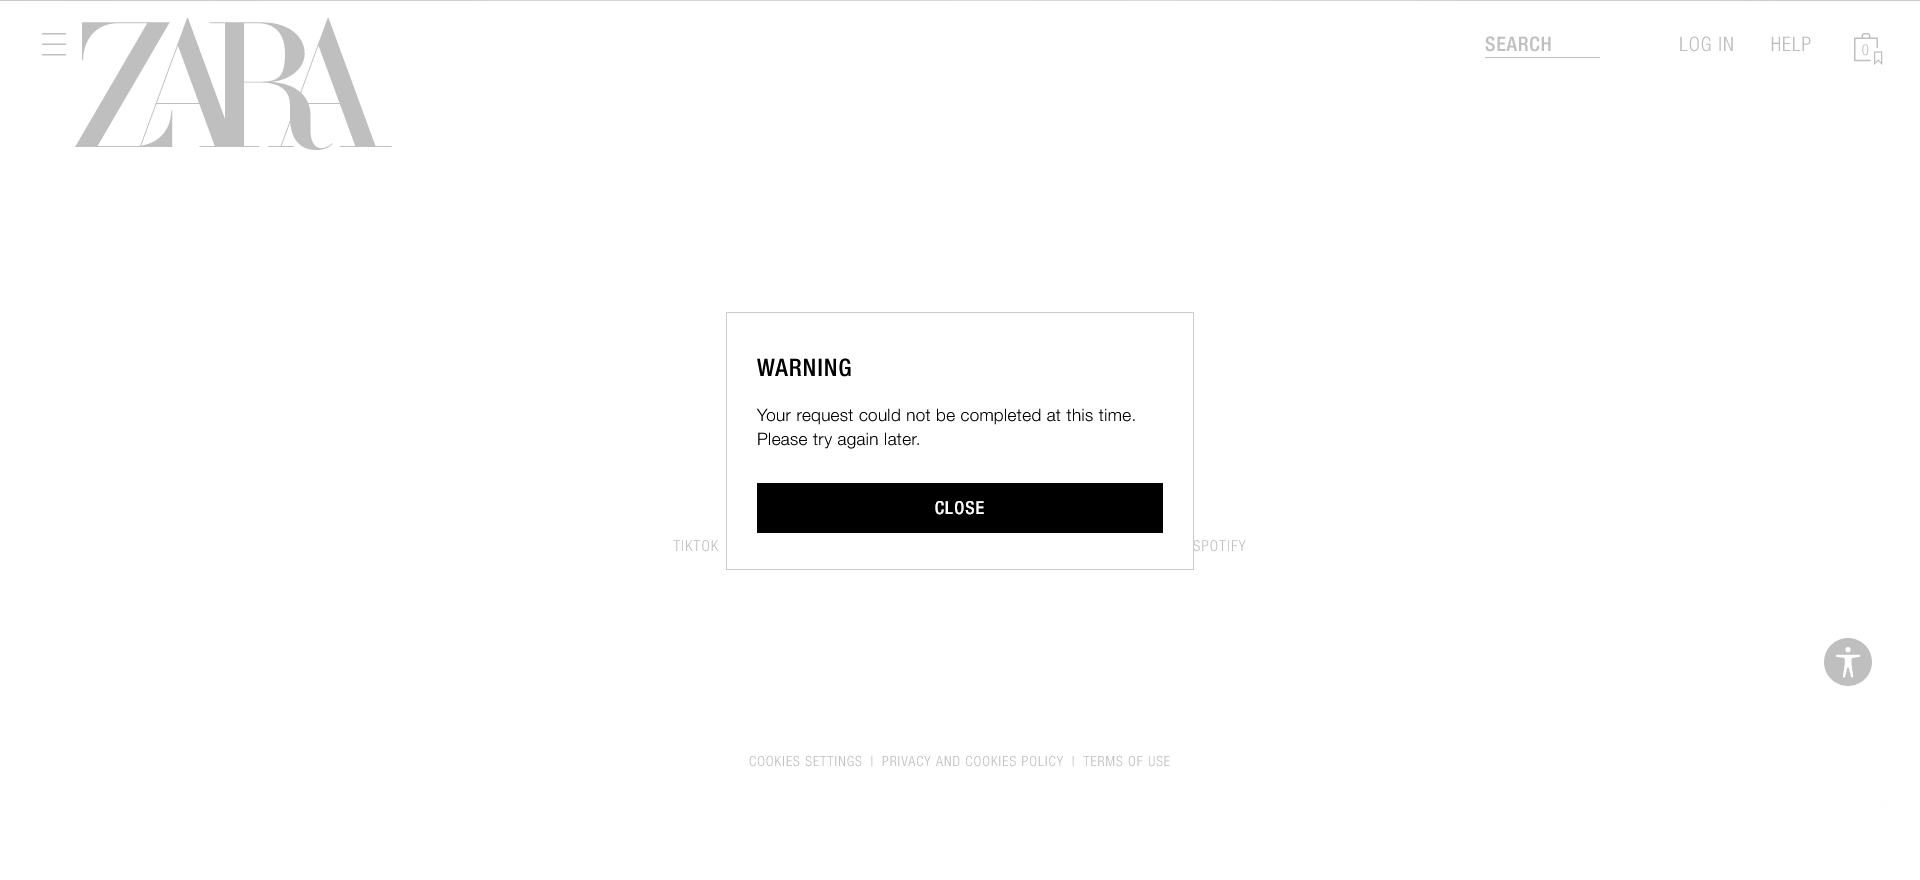 ZARA
SEARCH
LOG IN
HELP
0
WARNING
Your request could not be completed at this time.
Please try again later.
CLOSE
TIKTOK
SPOTIFY
COOKIES SETTINGS | PRIVACY AND COOKIES POLICY | TERMS OF USE